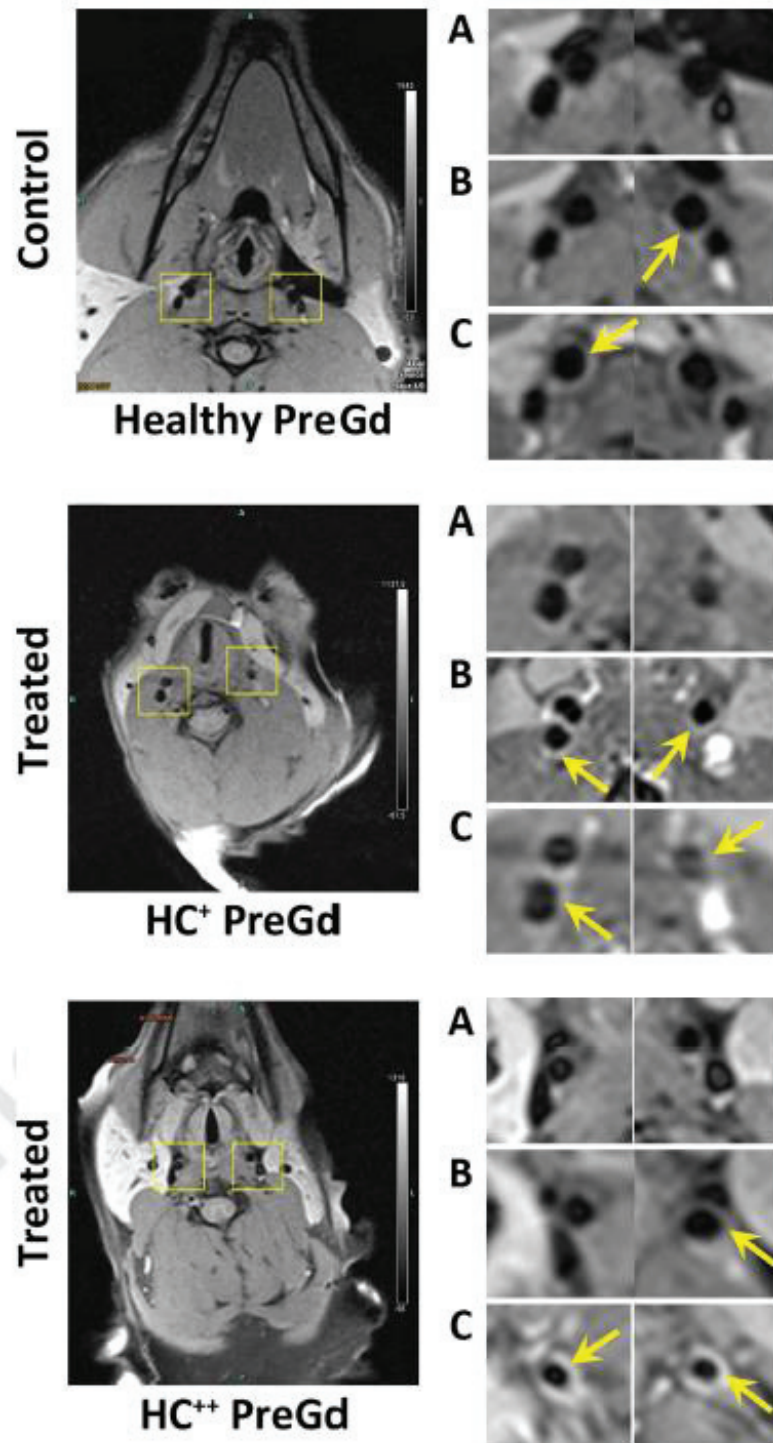 Control
A
B
C
Healthy PreGd
Treated
A
B
C
HC⁺ PreGd
Treated
A
B
C
HC⁺⁺ PreGd